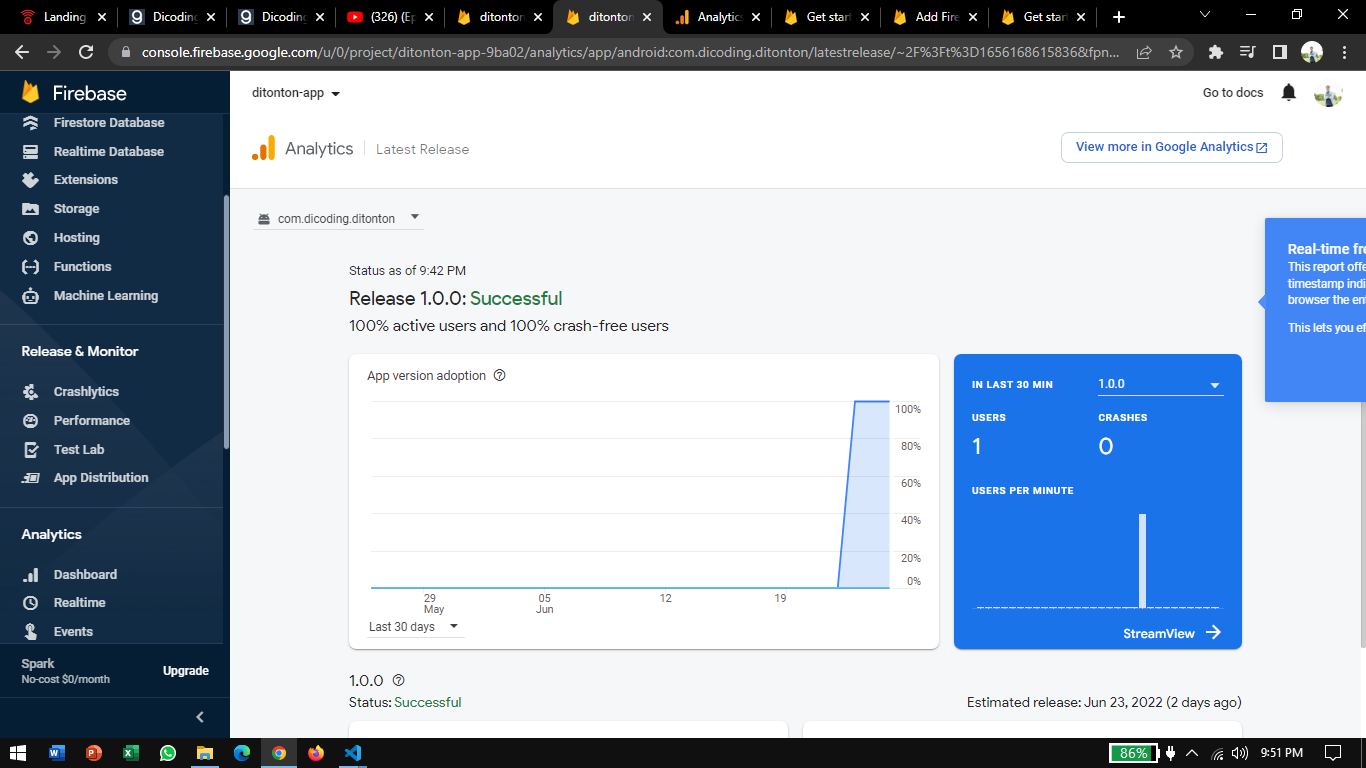 Landing
Dicoding
Dicoding
(326) (Ep
ditonton
ditonton
Analytics
Get start
Add Fire
Get start
console.firebase.google.com/u/0/project/ditonton-app-9ba02/analytics/app/android:com.dicoding.ditonton/latestrelease/~2F%3Ft%3D1656168615836&fpn...
Firebase
Firestore Database
Realtime Database
Extensions
Storage
Hosting
Functions
Machine Learning
Release & Monitor
Crashlytics
Performance
Test Lab
App Distribution
Analytics
Dashboard
Realtime
Events
Spark
No-cost $0/month
Upgrade
ditonton-app
Go to docs
Analytics
Latest Release
View more in Google Analytics
com.dicoding.ditonton
Status as of 9:42 PM
Release 1.0.0: Successful
100% active users and 100% crash-free users
App version adoption
100%
80%
60%
40%
20%
0%
29
May
05
Jun
12
19
Last 30 days
IN LAST 30 MIN
1.0.0
USERS
CRASHES
1
0
USERS PER MINUTE
StreamView
Real-time fr
This report offe
timestamp indi
browser the en
This lets you ef
1.0.0
Status: Successful
Estimated release: Jun 23, 2022 (2 days ago)
86%
9:51 PM